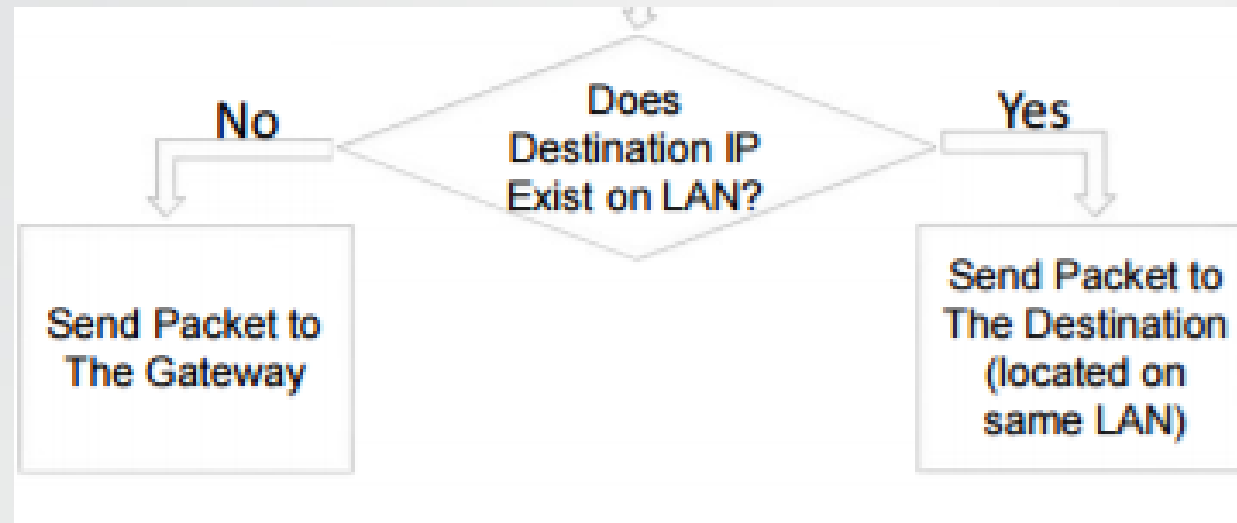 Does
Destination IP
Exist on LAN?
No
Yes
Send Packet to
The Gateway
Send Packet to
The Destination
(located on
same LAN)